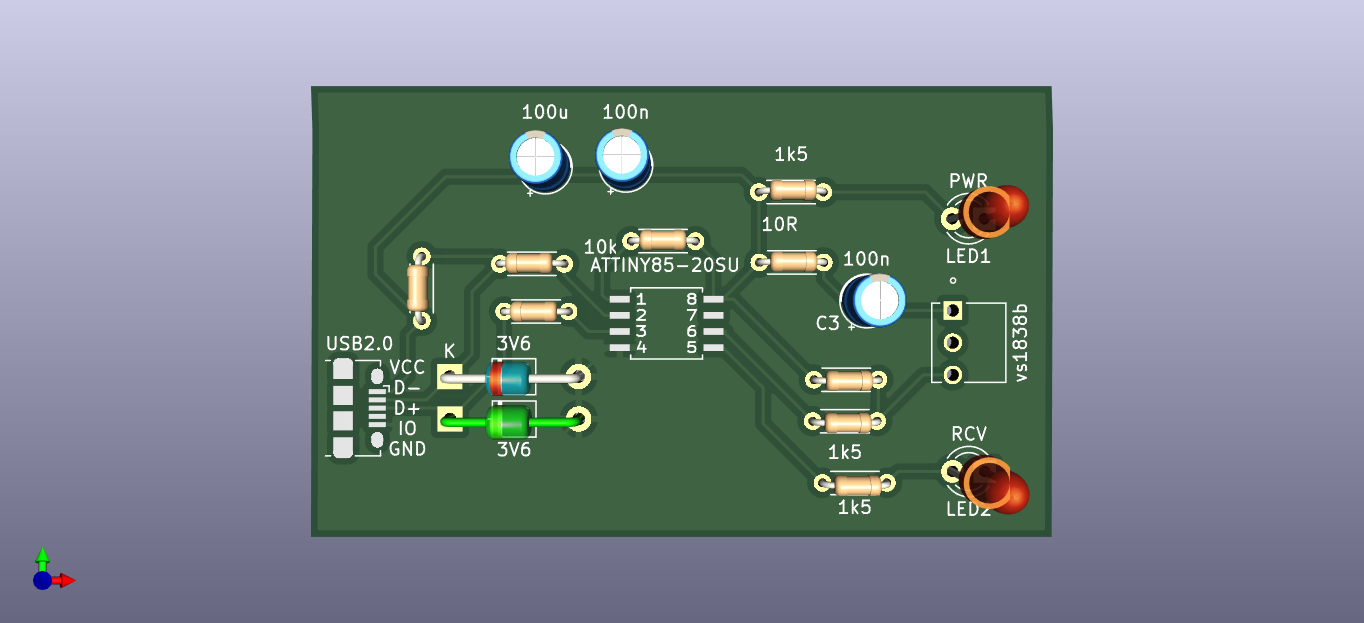 100u 100n
1k5
PWR
10R
10k
LED1
100n
ATTINY85-20SU
1 8
2 7
3 6
4 5
C3
+
+
+
vs1838b
USB2.0
K
3V6
VCC
D-
D+
IO
GND
3V6
RCV
1k5
1k5
LED2